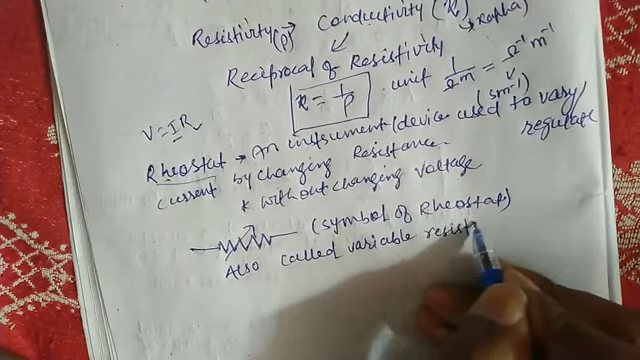 Resistivity (ρ) → Conductivity (κ)
↳ kapha
Reciprocal of Resistivity
κ = 1/ρ . unit 1/Ωm = Ω⁻¹ m⁻¹
(Sm⁻¹)
V = IR
Rheostat → An instrument/device used to vary/
regulate
current by changing Resistance.
* without changing voltage
(symbol of Rheostat)
Also called variable resist